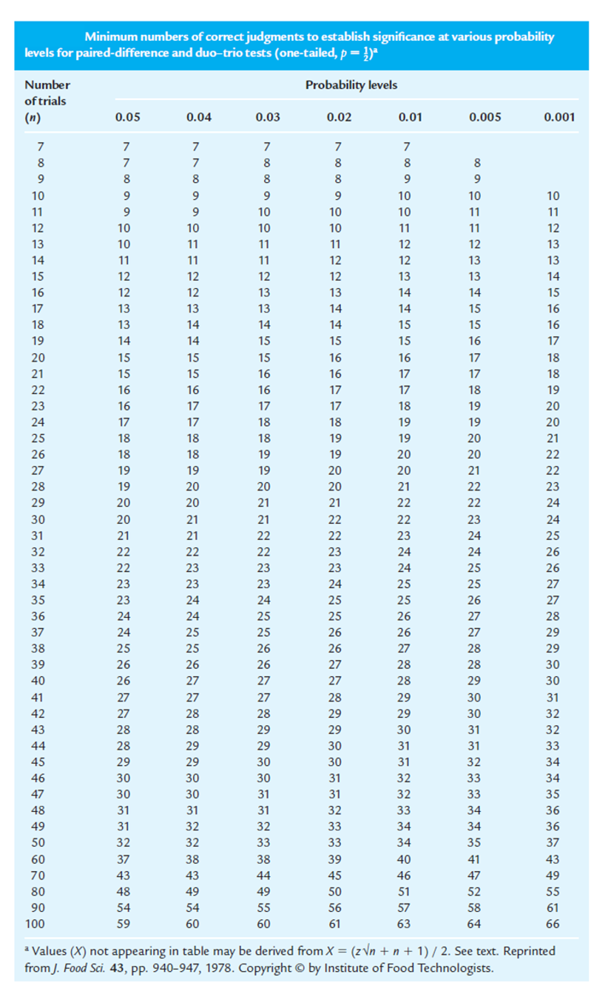 Minimum numbers of correct judgments to establish significance at various probability
levels for paired-difference and duo–trio tests (one-tailed, p = ½)ᵃ
Number Probability levels
of trials
(n) 0.05 0.04 0.03 0.02 0.01 0.005 0.001
7 7 7 7 7 7
8 7 7 8 8 8 8
9 8 8 8 8 9 9
10 9 9 9 9 10 10 10
11 9 9 10 10 10 11 11
12 10 10 10 10 11 11 12
13 10 11 11 11 12 12 13
14 11 11 11 12 12 13 13
15 12 12 12 12 13 13 14
16 12 12 13 13 14 14 15
17 13 13 13 14 14 15 16
18 13 14 14 14 15 15 16
19 14 14 15 15 15 16 17
20 15 15 15 16 16 17 18
21 15 15 16 16 17 17 18
22 16 16 16 17 17 18 19
23 16 17 17 17 18 19 20
24 17 17 18 18 19 19 20
25 18 18 18 19 19 20 21
26 18 18 19 19 20 20 22
27 19 19 19 20 20 21 22
28 19 20 20 20 21 22 23
29 20 20 21 21 22 22 24
30 20 21 21 22 22 23 24
31 21 21 22 22 23 24 25
32 22 22 22 23 24 24 26
33 22 23 23 23 24 25 26
34 23 23 23 24 25 25 27
35 23 24 24 25 25 26 27
36 24 24 25 25 26 27 28
37 24 25 25 26 26 27 29
38 25 25 26 26 27 28 29
39 26 26 26 27 28 28 30
40 26 27 27 27 28 29 30
41 27 27 27 28 29 30 31
42 27 28 28 29 29 30 32
43 28 28 29 29 30 31 32
44 28 29 29 30 31 31 33
45 29 29 30 30 31 32 34
46 30 30 30 31 32 33 34
47 30 30 31 31 32 33 35
48 31 31 31 32 33 34 36
49 31 32 32 33 34 34 36
50 32 32 33 33 34 35 37
60 37 38 38 39 40 41 43
70 43 43 44 45 46 47 49
80 48 49 49 50 51 52 55
90 54 54 55 56 57 58 61
100 59 60 60 61 63 64 66
ᵃ Values (X) not appearing in table may be derived from X = (z√n + n + 1) / 2. See text. Reprinted
from J. Food Sci. 43, pp. 940–947, 1978. Copyright © by Institute of Food Technologists.